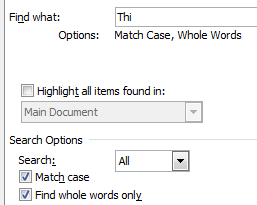 Find what: Thi
Options: Match Case, Whole Words
Highlight all items found in:
Main Document
Search Options
Search: All
Match case
Find whole words only